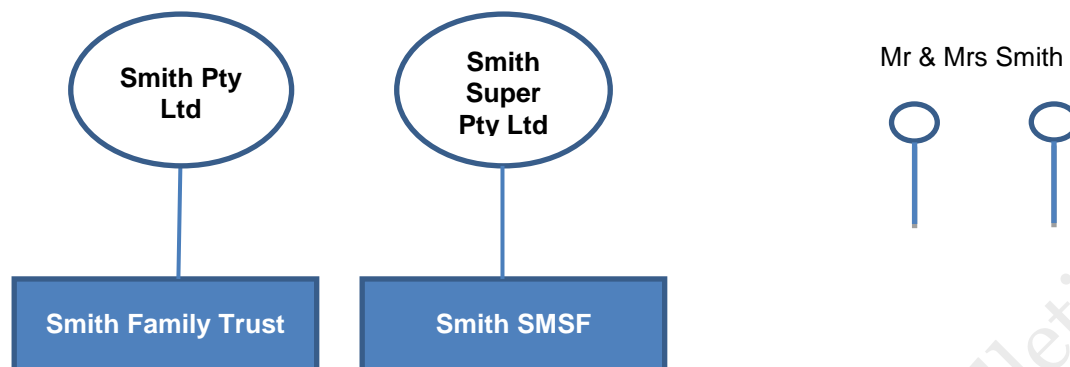 Smith Pty
Ltd
Smith
Super
Pty Ltd
Mr & Mrs Smith
Smith Family Trust
Smith SMSF